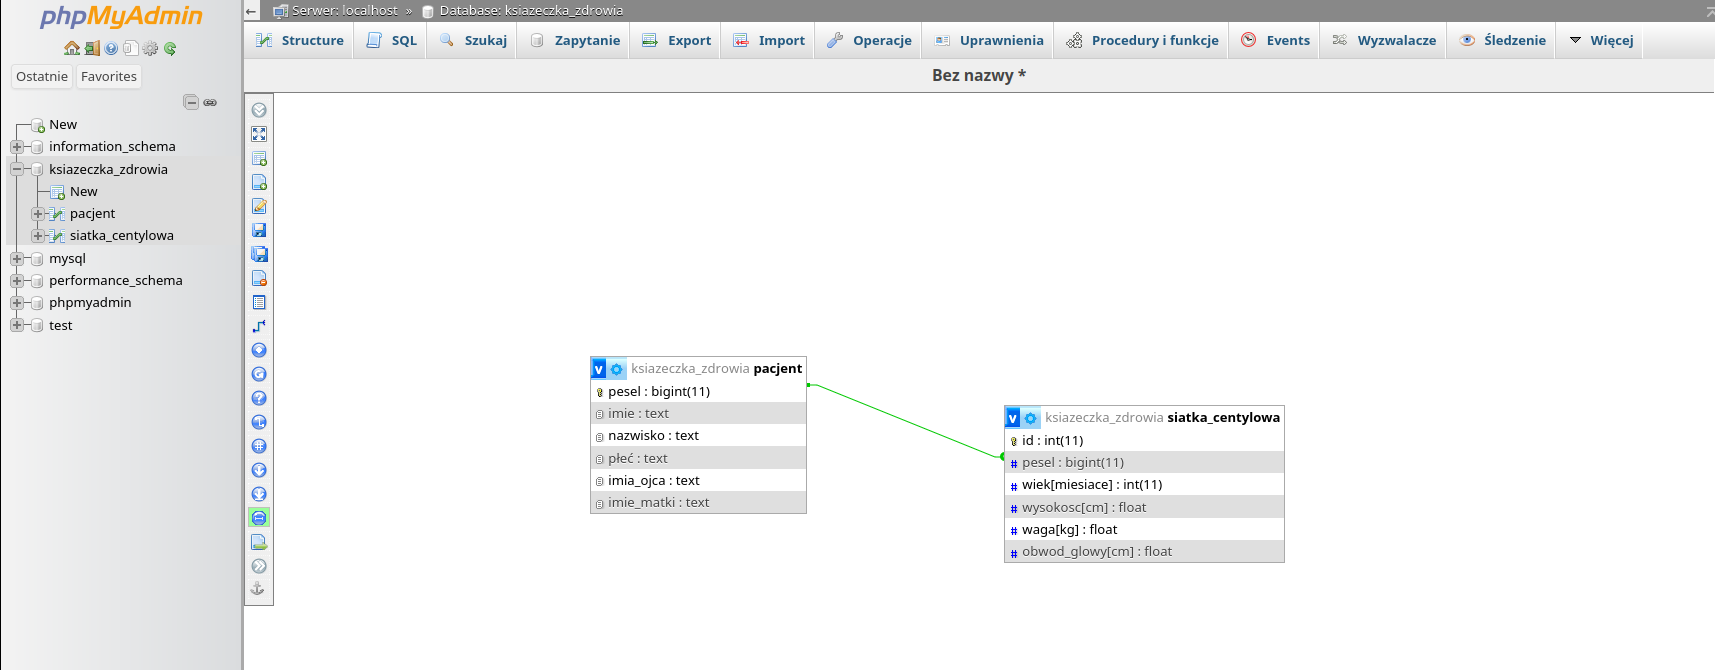 phpMyAdmin
Ostatnie Favorites
New
information_schema
ksiazeczka_zdrowia
New
pacjent
siatka_centylowa
mysql
performance_schema
phpmyadmin
test
Serwer: localhost » Database: ksiazeczka_zdrowia
Structure SQL Szukaj Zapytanie Export Import Operacje Uprawnienia Procedury i funkcje Events Wyzwalacze Śledzenie Więcej
Bez nazwy *
v ksiazeczka_zdrowia pacjent
pesel : bigint(11)
imie : text
nazwisko : text
płeć : text
imia_ojca : text
imie_matki : text
v ksiazeczka_zdrowia siatka_centylowa
id : int(11)
# pesel : bigint(11)
# wiek[miesiace] : int(11)
# wysokosc[cm] : float
# waga[kg] : float
# obwod_glowy[cm] : float